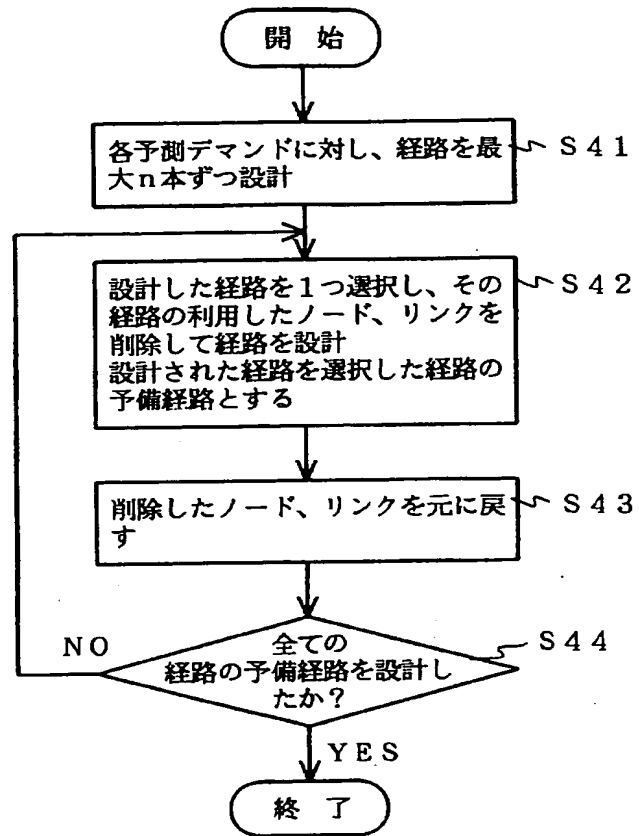 開 始
各予測デマンドに対し、経路を最
大n本ずつ設計
S41
設計した経路を1つ選択し、その
経路の利用したノード、リンクを
削除して経路を設計
設計された経路を選択した経路の
予備経路とする
S42
削除したノード、リンクを元に戻
す
S43
全ての
経路の予備経路を設計し
たか?
S44
NO
YES
終 了